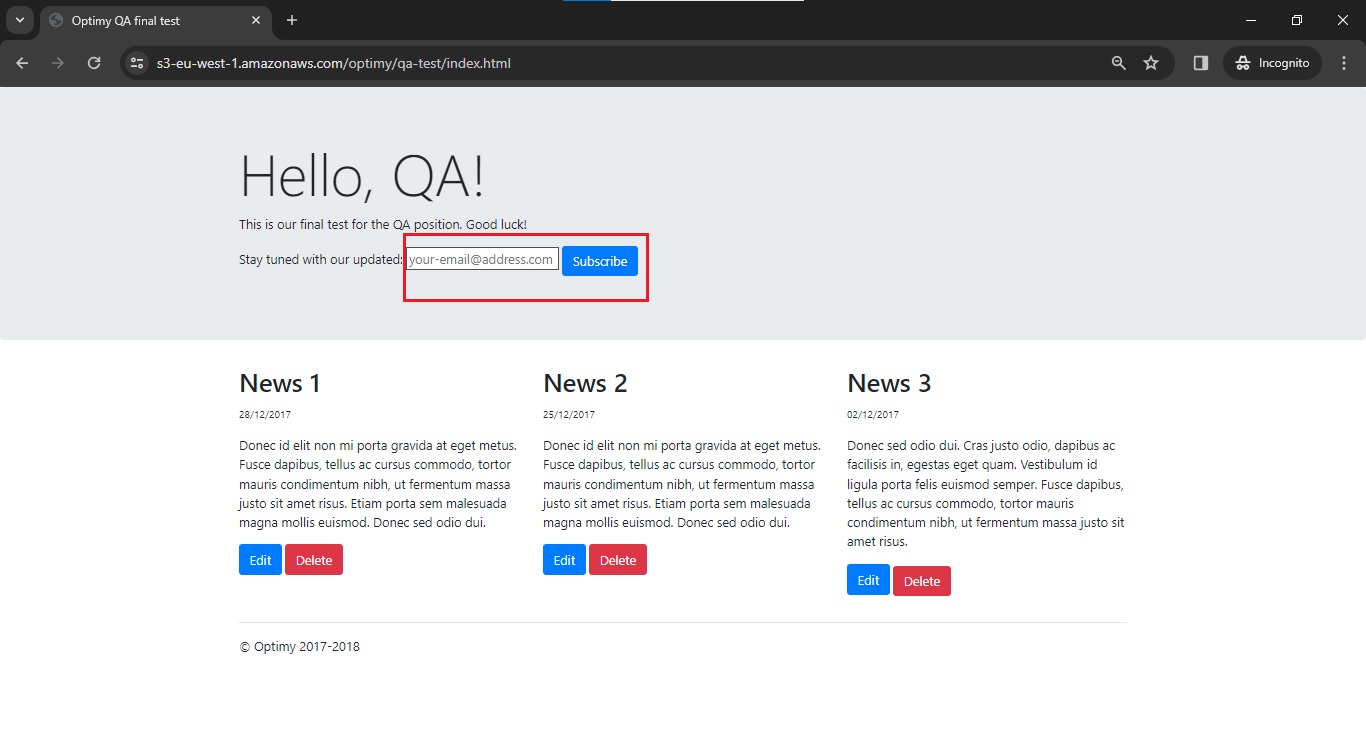 Optimy QA final test
s3-eu-west-1.amazonaws.com/optimy/qa-test/index.html
Incognito
Hello, QA!
This is our final test for the QA position. Good luck!
Stay tuned with our updated: your-email@address.com Subscribe
News 1
28/12/2017
Donec id elit non mi porta gravida at eget metus.
Fusce dapibus, tellus ac cursus commodo, tortor
mauris condimentum nibh, ut fermentum massa
justo sit amet risus. Etiam porta sem malesuada
magna mollis euismod. Donec sed odio dui.
Edit Delete
News 2
25/12/2017
Donec id elit non mi porta gravida at eget metus.
Fusce dapibus, tellus ac cursus commodo, tortor
mauris condimentum nibh, ut fermentum massa
justo sit amet risus. Etiam porta sem malesuada
magna mollis euismod. Donec sed odio dui.
Edit Delete
News 3
02/12/2017
Donec sed odio dui. Cras justo odio, dapibus ac
facilisis in, egestas eget quam. Vestibulum id
ligula porta felis euismod semper. Fusce dapibus,
tellus ac cursus commodo, tortor mauris
condimentum nibh, ut fermentum massa justo sit
amet risus.
Edit Delete
© Optimy 2017-2018